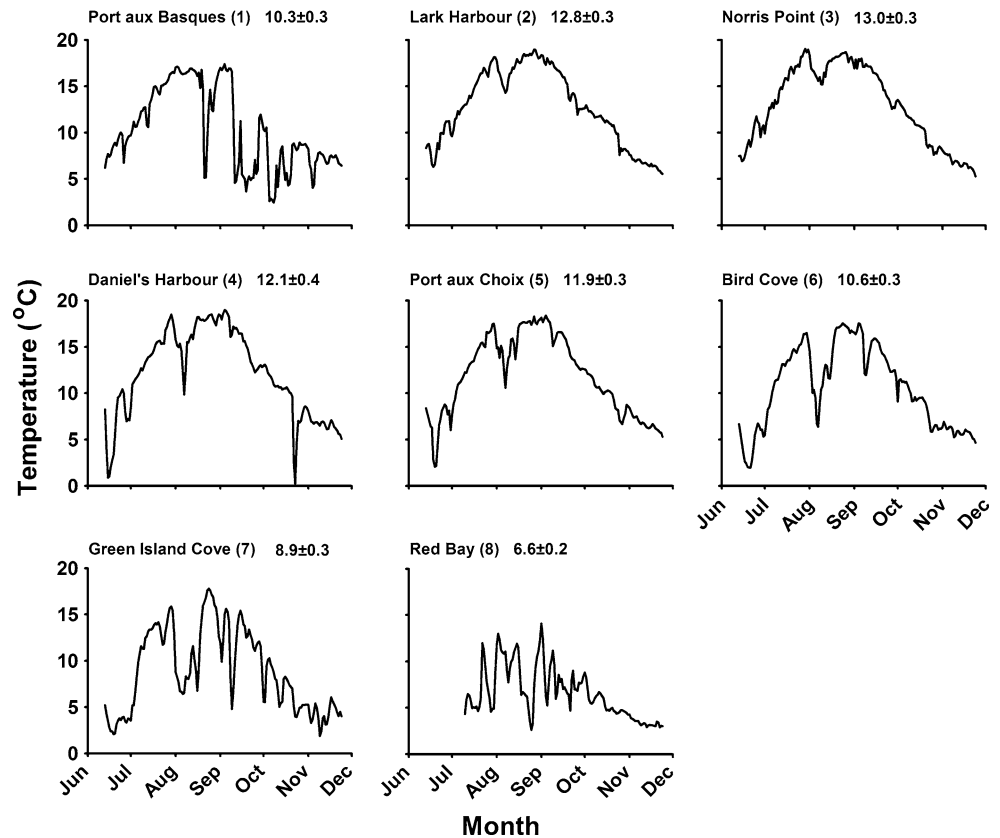 Port aux Basques (1) 10.3±0.3
Lark Harbour (2) 12.8±0.3
Norris Point (3) 13.0±0.3
20
15
10
5
0
Daniel's Harbour (4) 12.1±0.4
Port aux Choix (5) 11.9±0.3
Bird Cove (6) 10.6±0.3
Temperature (°C)
20
15
10
5
0
Jun Jul Aug Sep Oct Nov Dec
Green Island Cove (7) 8.9±0.3
Red Bay (8) 6.6±0.2
20
15
10
5
0
Jun Jul Aug Sep Oct Nov Dec
Jun Jul Aug Sep Oct Nov Dec
Month